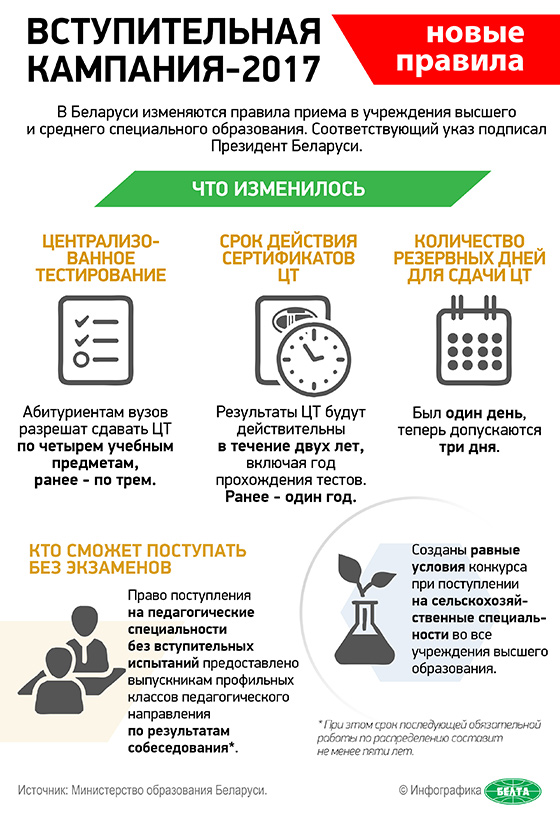 ВСТУПИТЕЛЬНАЯ
КАМПАНИЯ-2017
новые
правила
В Беларуси изменяются правила приема в учреждения высшего
и среднего специального образования. Соответствующий указ подписал
Президент Беларуси.
ЧТО ИЗМЕНИЛОСЬ
ЦЕНТРАЛИЗО-
ВАННОЕ
ТЕСТИРОВАНИЕ
Абитуриентам вузов
разрешат сдавать ЦТ
по четырем учебным
предметам,
ранее - по трем.
СРОК ДЕЙСТВИЯ
СЕРТИФИКАТОВ
ЦТ
Результаты ЦТ будут
действительны
в течение двух лет,
включая год
прохождения тестов.
Ранее - один год.
КОЛИЧЕСТВО
РЕЗЕРВНЫХ ДНЕЙ
ДЛЯ СДАЧИ ЦТ
Был один день,
теперь допускаются
три дня.
КТО СМОЖЕТ ПОСТУПАТЬ
БЕЗ ЭКЗАМЕНОВ
Право поступления
на педагогические
специальности
без вступительных
испытаний предоставлено
выпускникам профильных
классов педагогического
направления
по результатам
собеседования*.
Созданы равные
условия конкурса
при поступлении
на сельскохозяй-
ственные специаль-
ности во все
учреждения высшего
образования.
* При этом срок последующей обязательной
работы по распределению составит
не менее пяти лет.
Источник: Министерство образования Беларуси.
© Инфографика
БЕЛТА